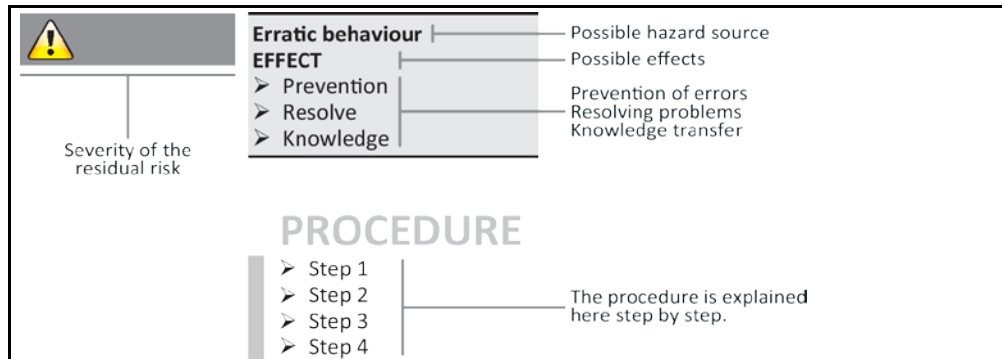 Erratic behaviour
Possible hazard source
EFFECT
Possible effects
➢ Prevention
➢ Resolve
➢ Knowledge
Prevention of errors
Resolving problems
Knowledge transfer
Severity of the
residual risk
PROCEDURE
➢ Step 1
➢ Step 2
➢ Step 3
➢ Step 4
The procedure is explained
here step by step.